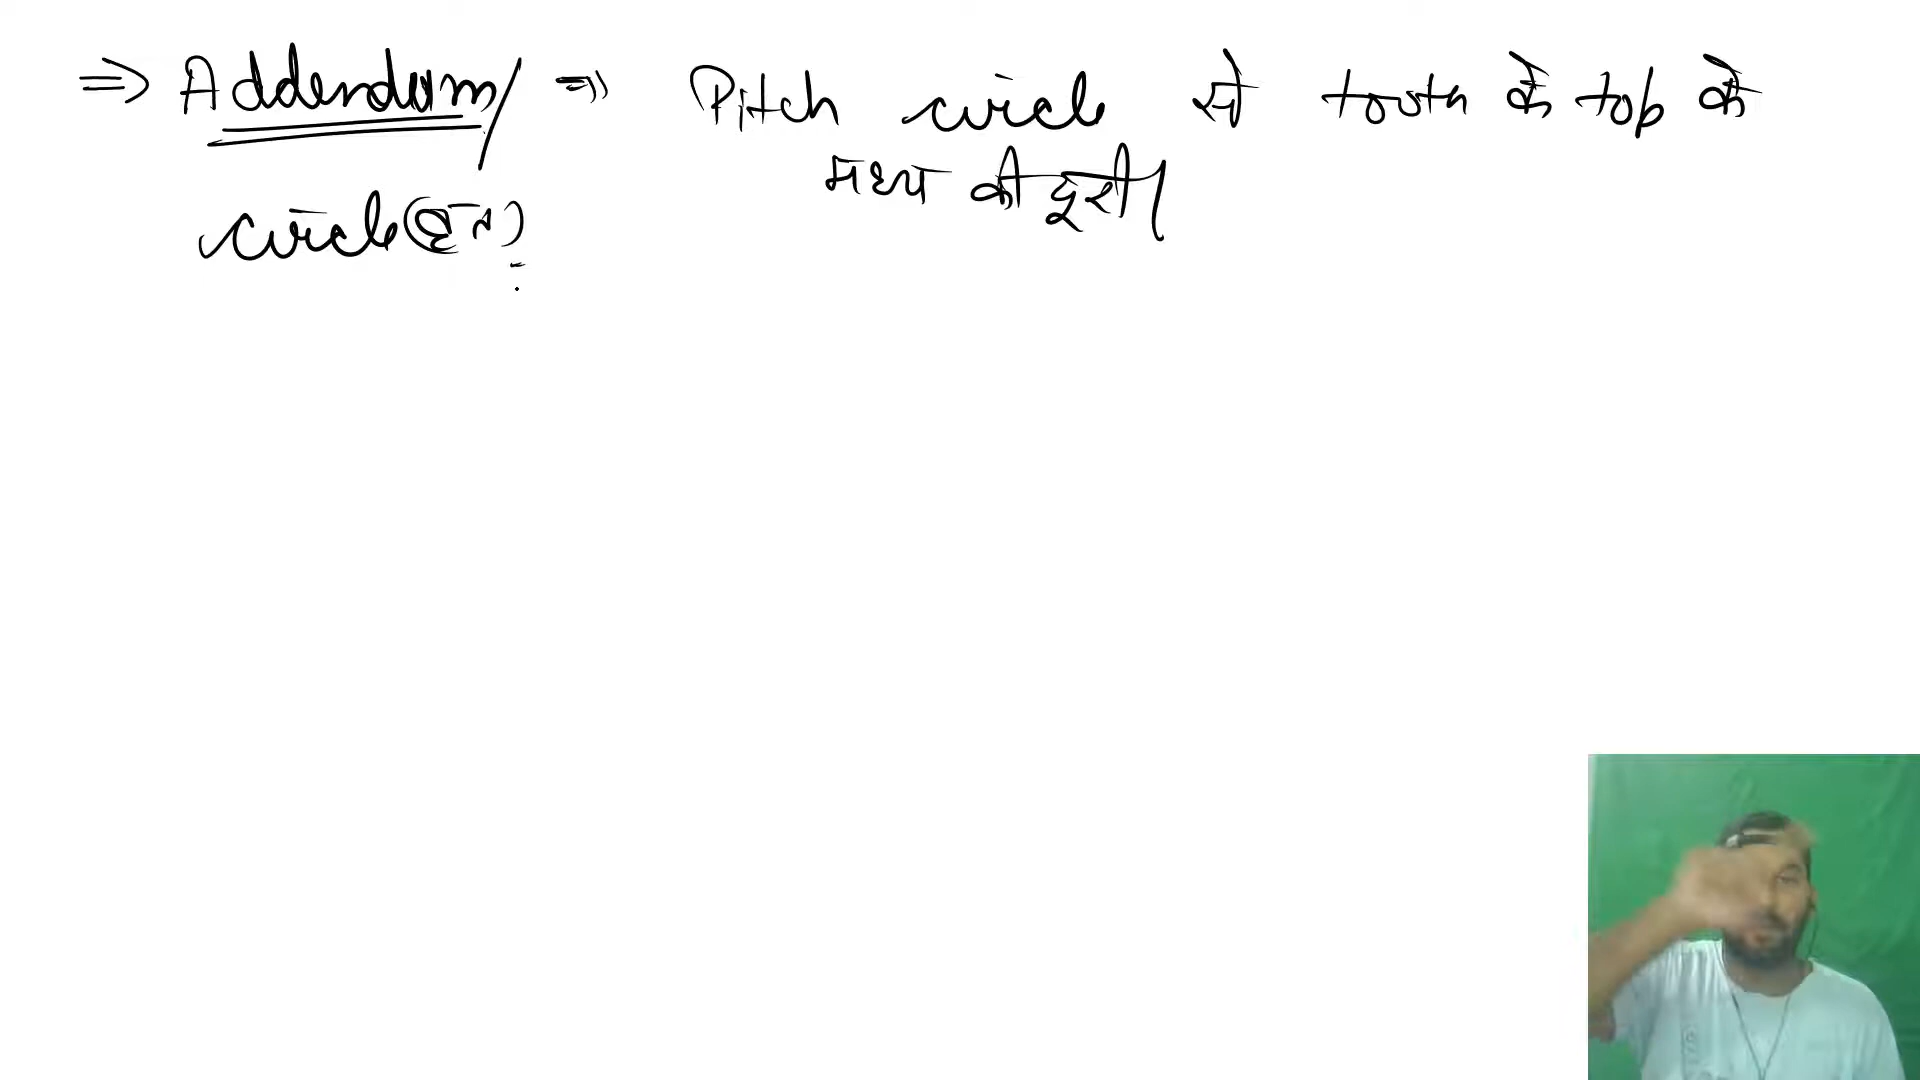 ⇒ Addendum/ ⇒ Pitch circle से tooth के top के
मध्य की दूरी।
circle(वृत्त)